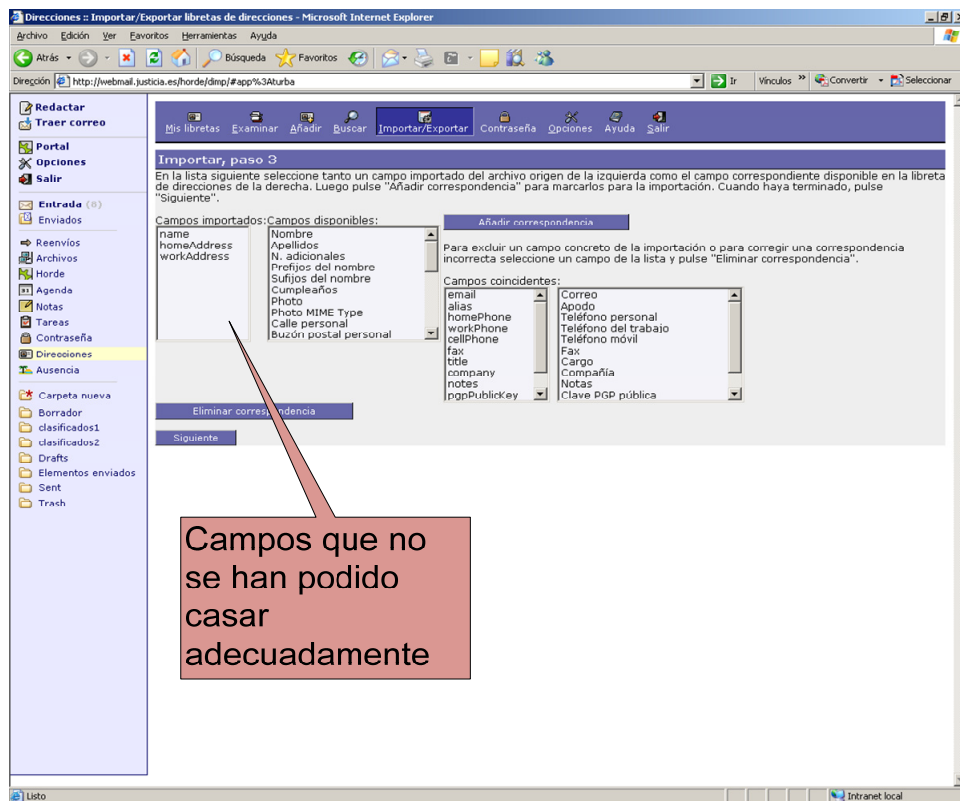 Direcciones :: Importar/Exportar libretas de direcciones - Microsoft Internet Explorer
Archivo Edición Ver Favoritos Herramientas Ayuda
Atrás Búsqueda Favoritos
Dirección http://webmail.justicia.es/horde/dimp/#app%3Aturba Ir Vínculos » Convertir Seleccionar
Redactar
Traer correo
Portal
Opciones
Salir
Entrada (8)
Enviados
Reenvíos
Archivos
Horde
Agenda
Notas
Tareas
Contraseña
Direcciones
Ausencia
Carpeta nueva
Borrador
clasificados1
clasificados2
Drafts
Elementos enviados
Sent
Trash
Mis libretas Examinar Añadir Buscar Importar/Exportar Contraseña Opciones Ayuda Salir
Importar, paso 3
En la lista siguiente seleccione tanto un campo importado del archivo origen de la izquierda como el campo correspondiente disponible en la libreta
de direcciones de la derecha. Luego pulse "Añadir correspondencia" para marcarlos para la importación. Cuando haya terminado, pulse
"Siguiente".
Campos importados: Campos disponibles:
name
homeAddress
workAddress
Nombre
Apellidos
N. adicionales
Prefijos del nombre
Sufijos del nombre
Cumpleaños
Photo
Photo MIME Type
Calle personal
Buzón postal personal
Añadir correspondencia
Para excluir un campo concreto de la importación o para corregir una correspondencia
incorrecta seleccione un campo de la lista y pulse "Eliminar correspondencia".
Campos coincidentes:
email
alias
homePhone
workPhone
cellPhone
fax
title
company
notes
pgpPublicKey
Correo
Apodo
Teléfono personal
Teléfono del trabajo
Teléfono móvil
Fax
Cargo
Compañía
Notas
Clave PGP pública
Eliminar correspondencia
Siguiente
Campos que no
se han podido
casar
adecuadamente
Listo
Intranet local